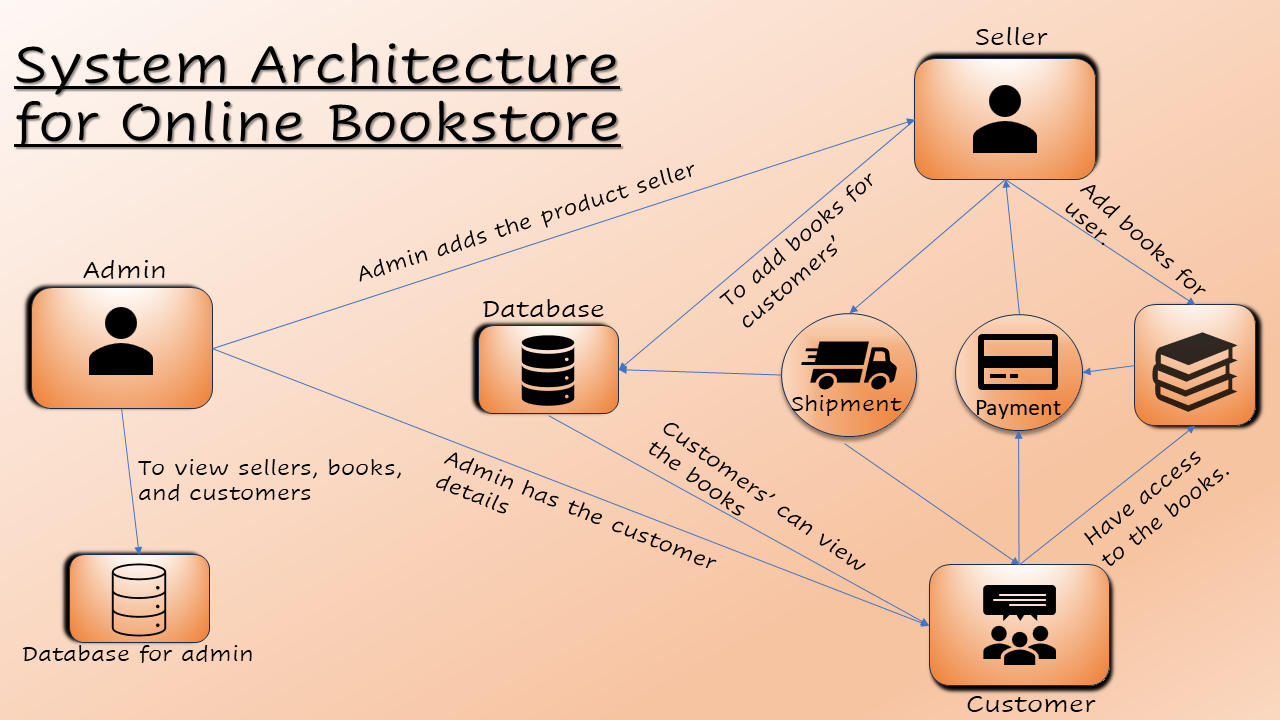 System Architecture
for Online Bookstore
Seller
Admin adds the product seller
To add books for
customers’
Add books for
user.
Admin
Database
Shipment
Payment
To view sellers, books,
and customers
Admin has the customer
details
Customers’ can view
the books
Have access
to the books.
Database for admin
Customer